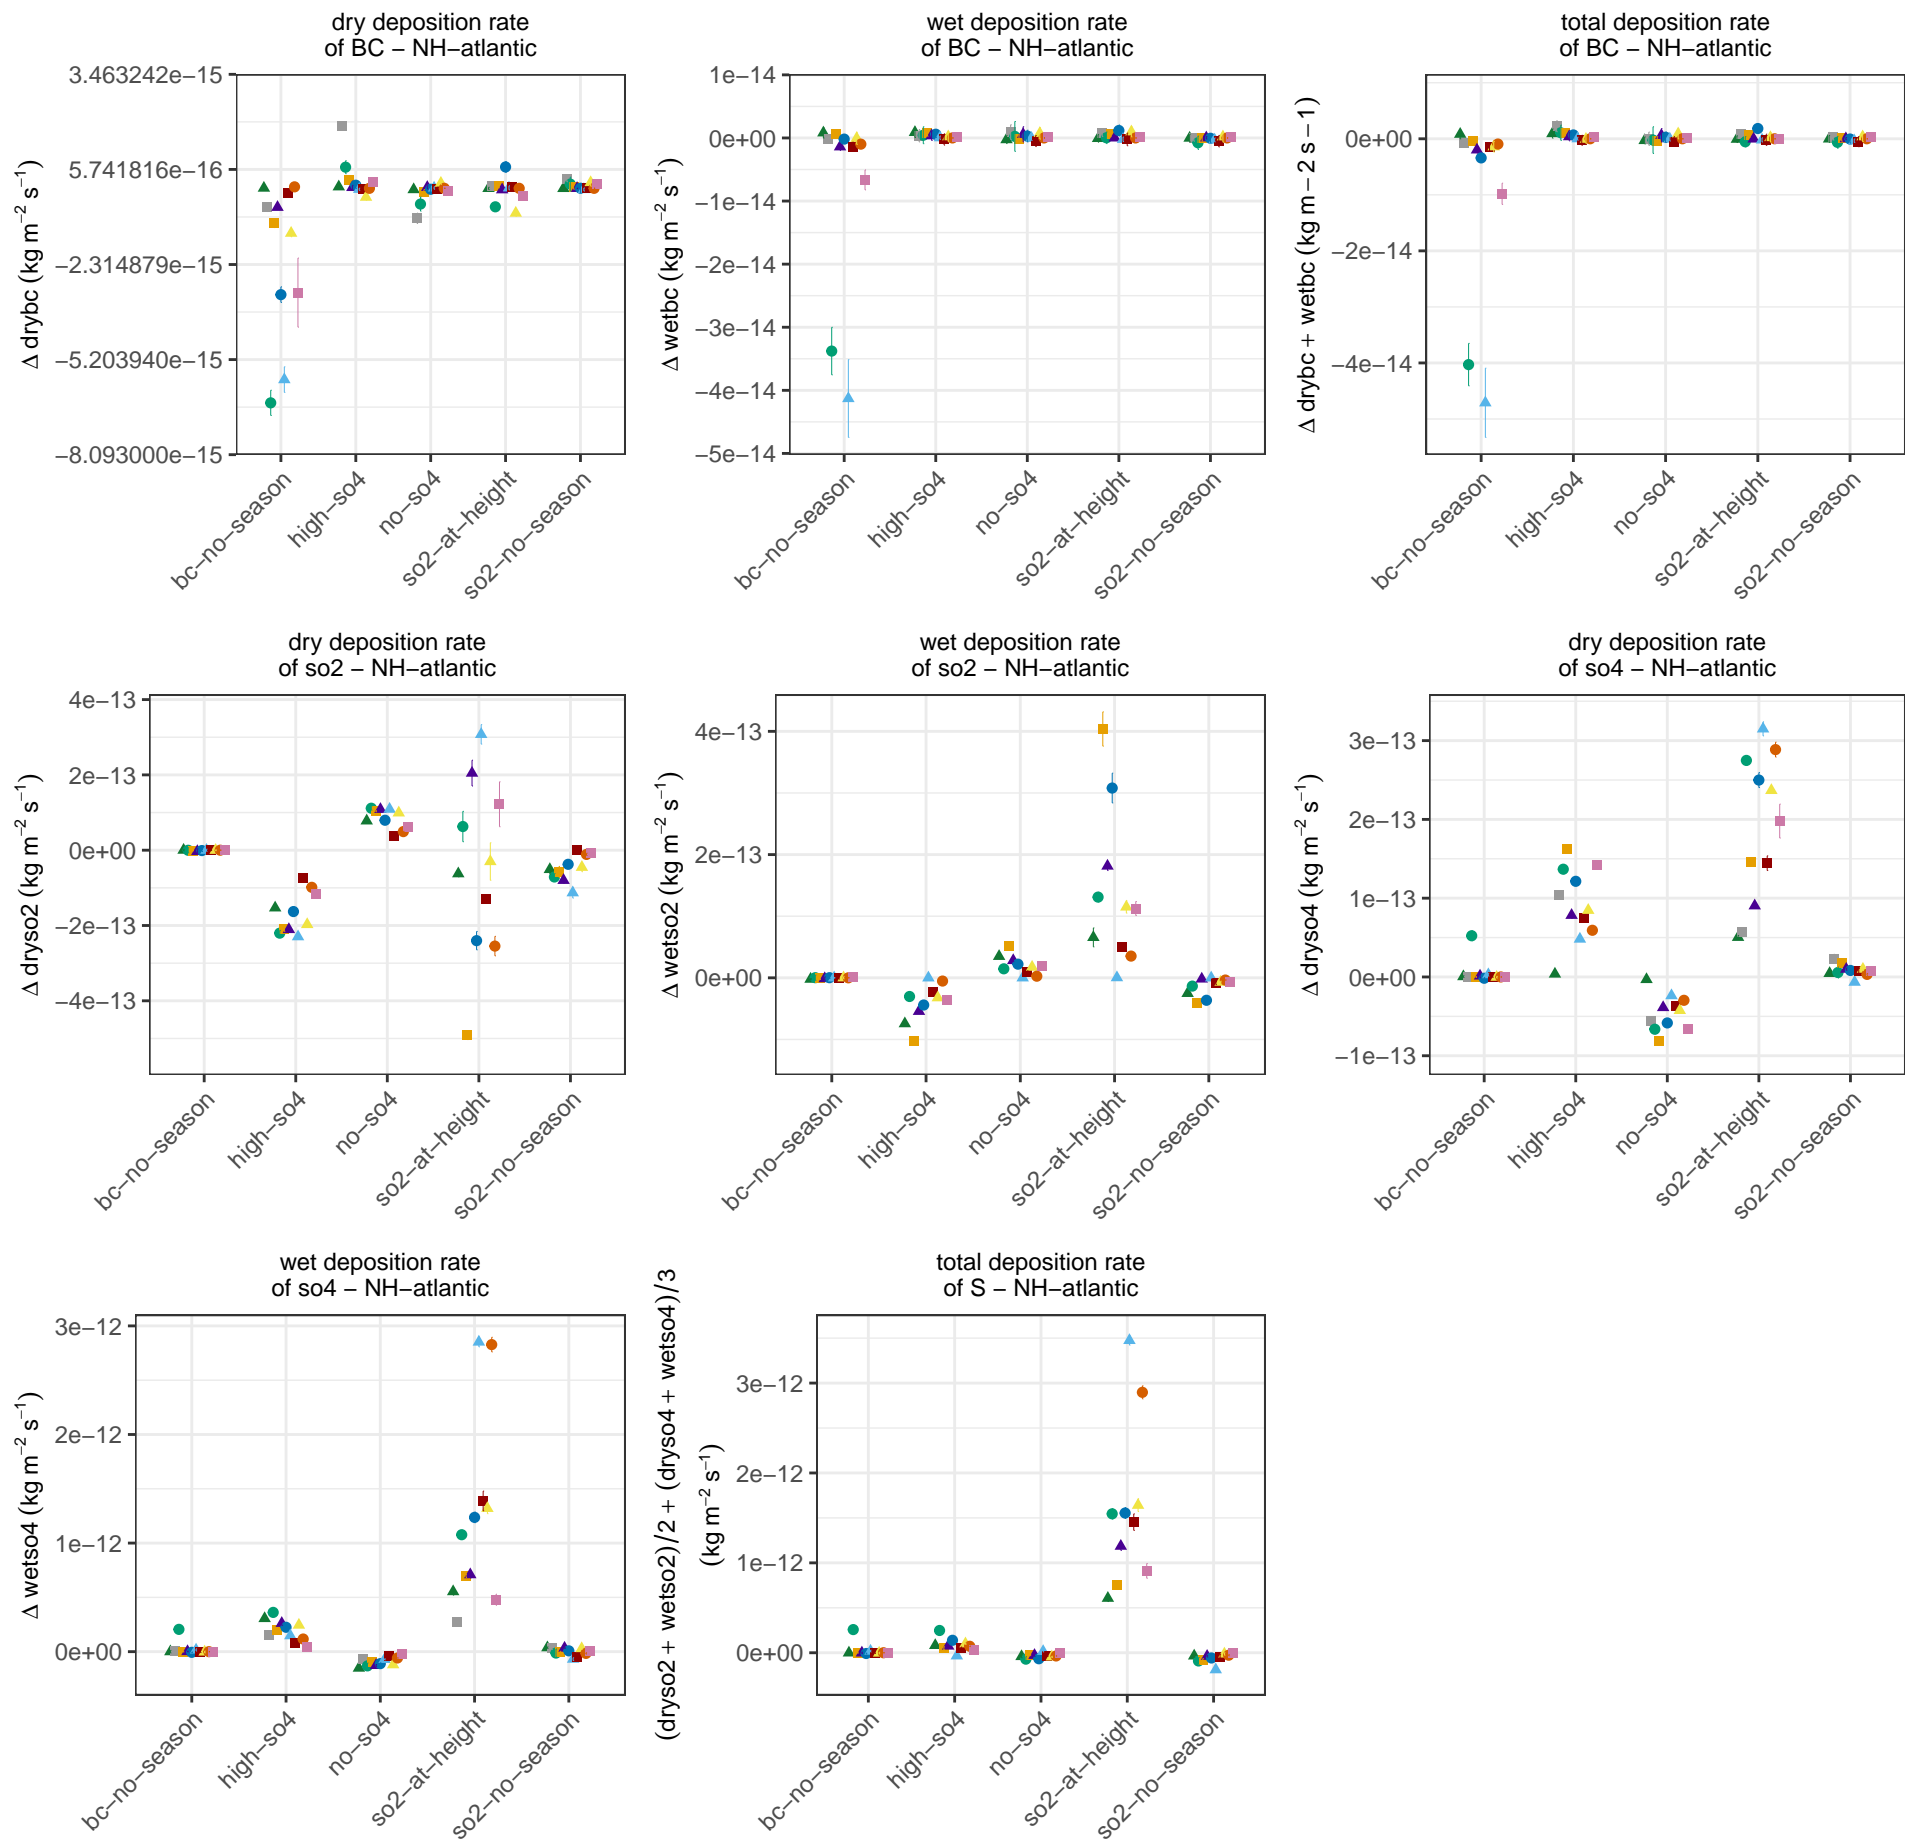 dry deposition rate
of BC − NH−atlantic
Δ drybc (kg m−2 s−1)
3.463242e−15
5.741816e−16
−2.314879e−15
−5.203940e−15
−8.093000e−15
bc−no−season
high−so4
no−so4
so2−at−height
so2−no−season
wet deposition rate
of BC − NH−atlantic
Δ wetbc (kg m−2 s−1)
1e−14
0e+00
−1e−14
−2e−14
−3e−14
−4e−14
−5e−14
bc−no−season
high−so4
no−so4
so2−at−height
so2−no−season
total deposition rate
of BC − NH−atlantic
Δ drybc + wetbc (kg m − 2 s − 1)
0e+00
−2e−14
−4e−14
bc−no−season
high−so4
no−so4
so2−at−height
so2−no−season
dry deposition rate
of so2 − NH−atlantic
Δ dryso2 (kg m−2 s−1)
4e−13
2e−13
0e+00
−2e−13
−4e−13
bc−no−season
high−so4
no−so4
so2−at−height
so2−no−season
wet deposition rate
of so2 − NH−atlantic
Δ wetso2 (kg m−2 s−1)
4e−13
2e−13
0e+00
bc−no−season
high−so4
no−so4
so2−at−height
so2−no−season
dry deposition rate
of so4 − NH−atlantic
Δ dryso4 (kg m−2 s−1)
3e−13
2e−13
1e−13
0e+00
−1e−13
bc−no−season
high−so4
no−so4
so2−at−height
so2−no−season
wet deposition rate
of so4 − NH−atlantic
Δ wetso4 (kg m−2 s−1)
3e−12
2e−12
1e−12
0e+00
bc−no−season
high−so4
no−so4
so2−at−height
so2−no−season
total deposition rate
of S − NH−atlantic
(dryso2 + wetso2)/2 + (dryso4 + wetso4)/3
(kg m−2 s−1)
3e−12
2e−12
1e−12
0e+00
bc−no−season
high−so4
no−so4
so2−at−height
so2−no−season